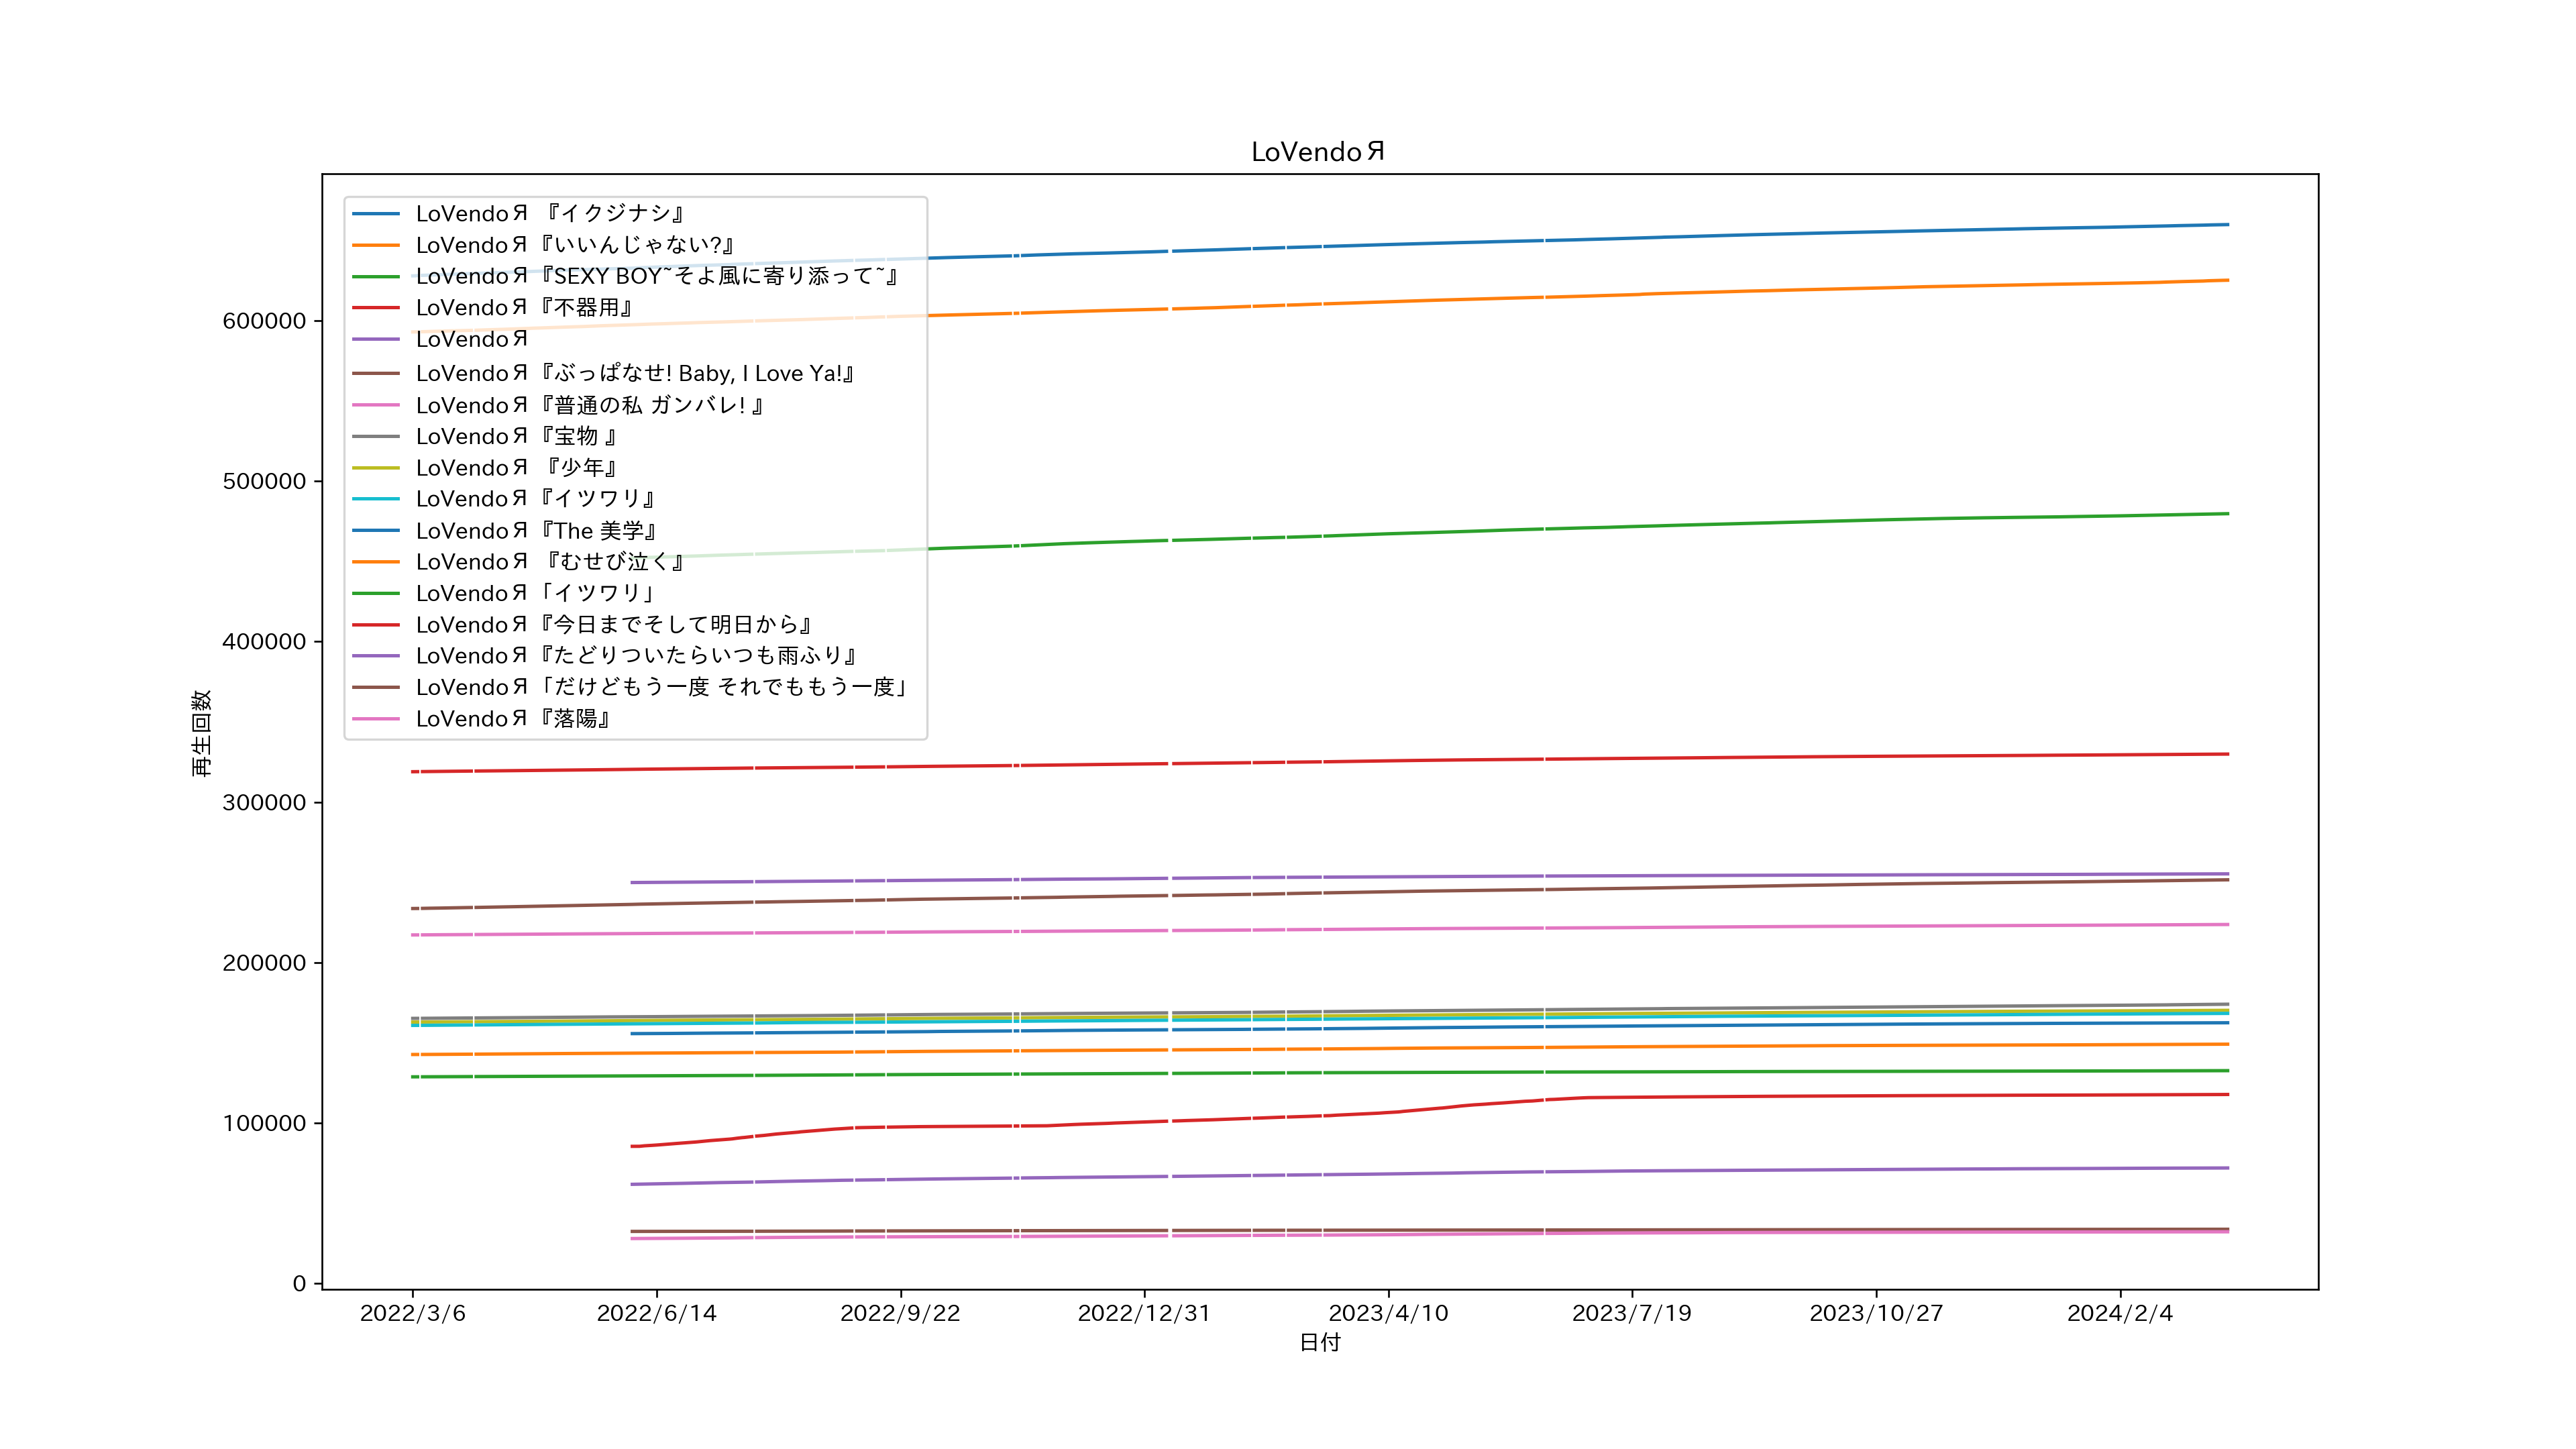 LoVendoЯ
LoVendoЯ 『イクジナシ』
LoVendoЯ『いいんじゃない?』
LoVendoЯ『SEXY BOY~そよ風に寄り添って~』
LoVendoЯ『不器用』
LoVendoЯ
LoVendoЯ『ぶっぱなせ! Baby, I Love Ya!』
LoVendoЯ『普通の私 ガンバレ! 』
LoVendoЯ『宝物 』
LoVendoЯ 『少年』
LoVendoЯ『イツワリ』
LoVendoЯ『The 美学』
LoVendoЯ 『むせび泣く』
LoVendoЯ「イツワリ」
LoVendoЯ『今日までそして明日から』
LoVendoЯ『たどりついたらいつも雨ふり』
LoVendoЯ「だけどもう一度 それでももう一度」
LoVendoЯ『落陽』
再生回数
600000
500000
400000
300000
200000
100000
0
2022/3/6 2022/6/14 2022/9/22 2022/12/31 2023/4/10 2023/7/19 2023/10/27 2024/2/4
日付